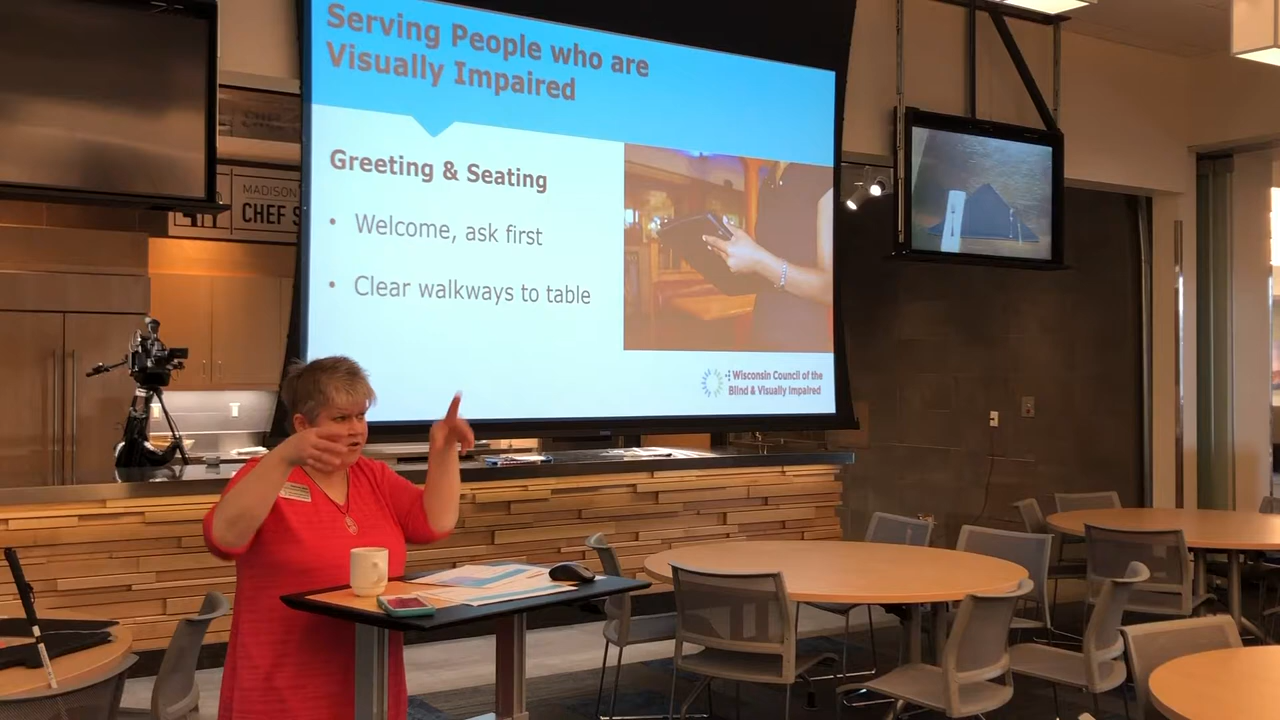 Serving People who are
Visually Impaired
Greeting & Seating
• Welcome, ask first
• Clear walkways to table
Wisconsin Council of the
Blind & Visually Impaired
MADISON
CHEF S